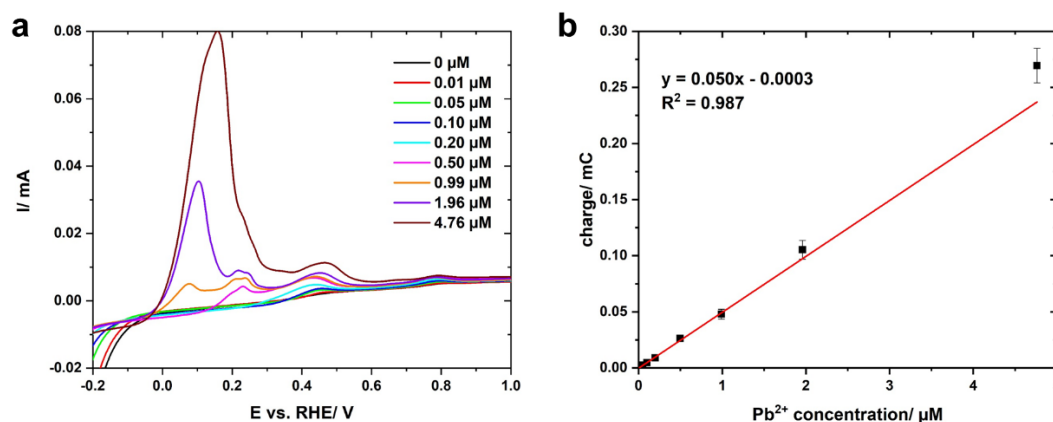 a
0.08
0.06
0.04
0.02
0.00
-0.02
I/ mA
0 µM
0.01 µM
0.05 µM
0.10 µM
0.20 µM
0.50 µM
0.99 µM
1.96 µM
4.76 µM
-0.2 0.0 0.2 0.4 0.6 0.8 1.0
E vs. RHE/ V
b
0.30
0.25
0.20
0.15
0.10
0.05
0.00
charge/ mC
y = 0.050x - 0.0003
R² = 0.987
0 1 2 3 4
Pb²⁺ concentration/ µM